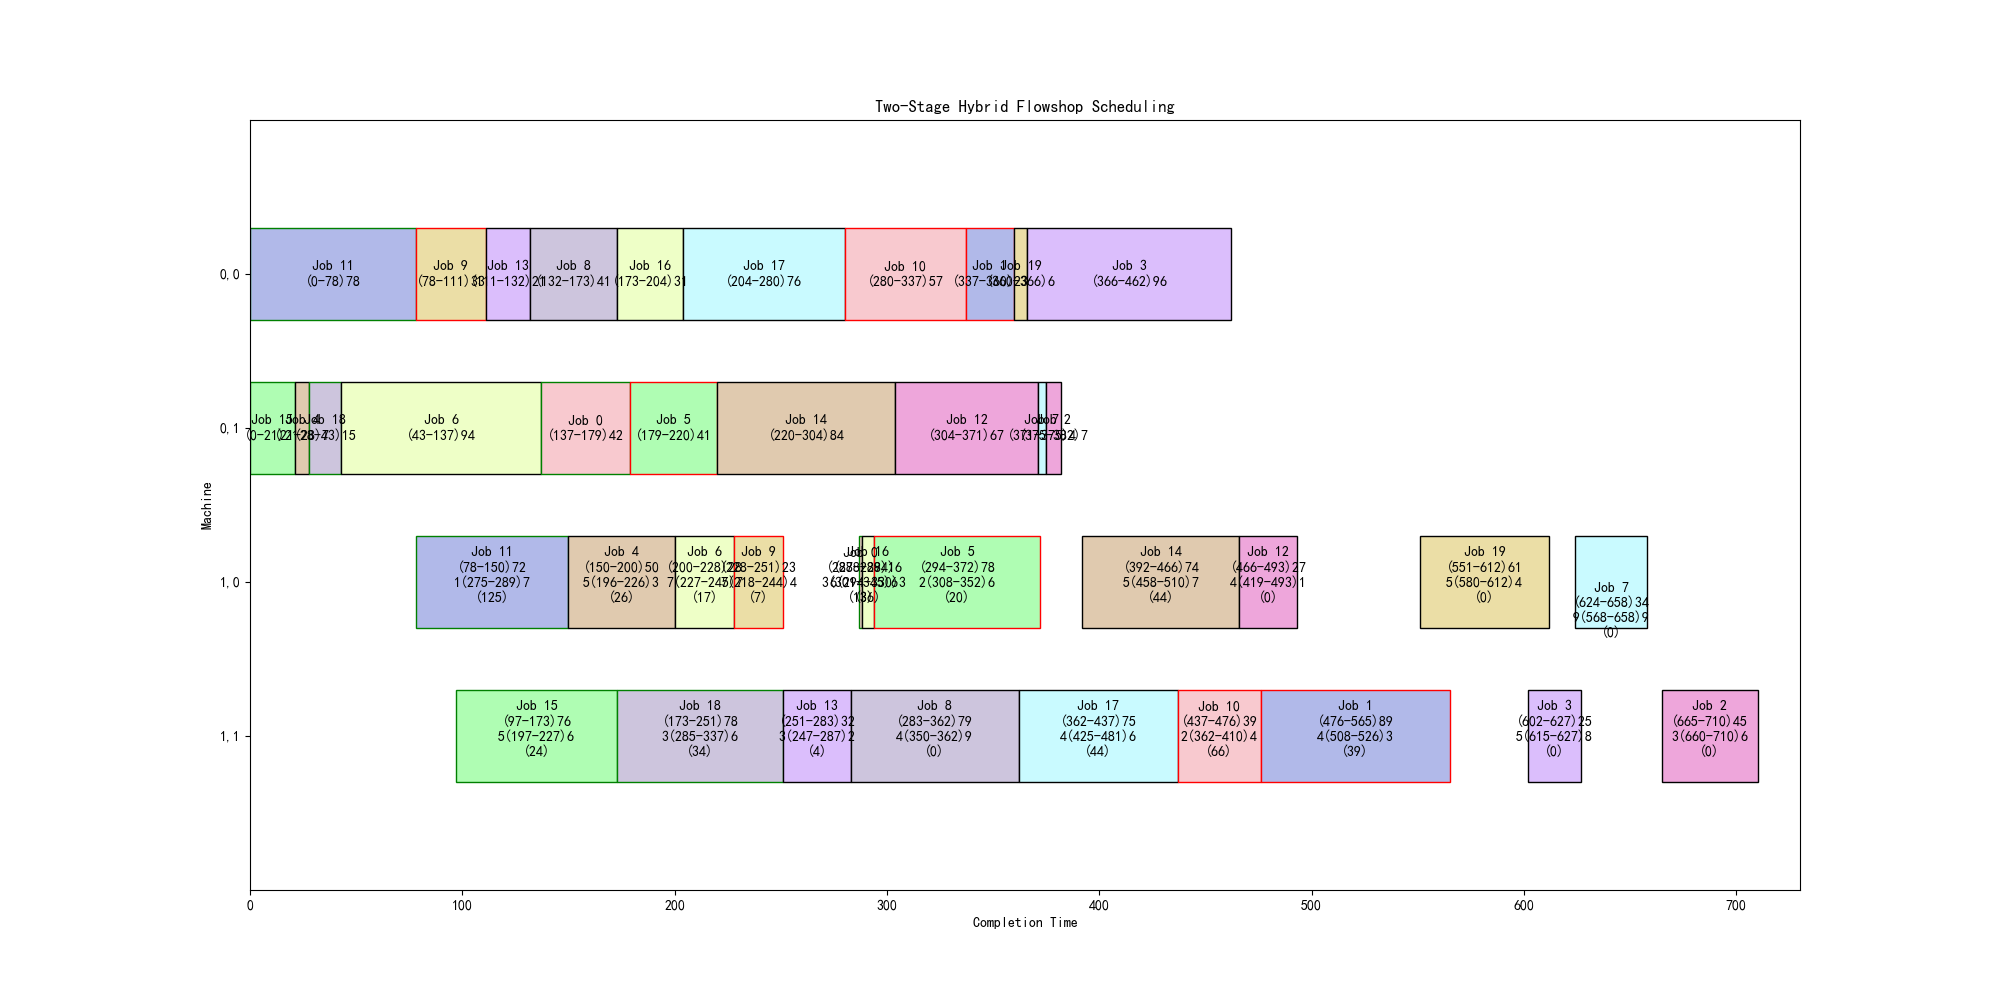 Two-Stage Hybrid Flowshop Scheduling
0,0
Job 11
(0-78)78
Job 9
(78-111)33
Job 13
(111-132)21
Job 8
(132-173)41
Job 16
(173-204)31
Job 17
(204-280)76
Job 10
(280-337)57
Job 1
(337-360)23
Job 19
(360-366)6
Job 3
(366-462)96
0,1
Job 15
(0-21)21
Job 4
(21-28)7
Job 18
(28-43)15
Job 6
(43-137)94
Job 0
(137-179)42
Job 5
(179-220)41
Job 14
(220-304)84
Job 12
(304-371)67
Job 7
(371-375)4
Job 2
(375-382)7
Machine
1,0
Job 11
(78-150)72
1(275-289)7
(125)
Job 4
(150-200)50
5(196-226)3
(26)
Job 6
(200-228)28
7(227-245)7
(17)
Job 9
(228-251)23
7(218-244)4
(7)
Job 0
Job 16
Job 5
(294-372)78
2(308-352)6
(20)
Job 14
(392-466)74
5(458-510)7
(44)
Job 12
(466-493)27
4(419-493)1
(0)
Job 19
(551-612)61
5(580-612)4
(0)
Job 7
(624-658)34
9(568-658)9
(0)
1,1
Job 15
(97-173)76
5(197-227)6
(24)
Job 18
(173-251)78
3(285-337)6
(34)
Job 13
(251-283)32
3(247-287)2
(4)
Job 8
(283-362)79
4(350-362)9
(0)
Job 17
(362-437)75
4(425-481)6
(44)
Job 10
(437-476)39
2(362-410)4
(66)
Job 1
(476-565)89
4(508-526)3
(39)
Job 3
(602-627)25
5(615-627)8
(0)
Job 2
(665-710)45
3(660-710)6
(0)
0
100
200
300
400
500
600
700
Completion Time